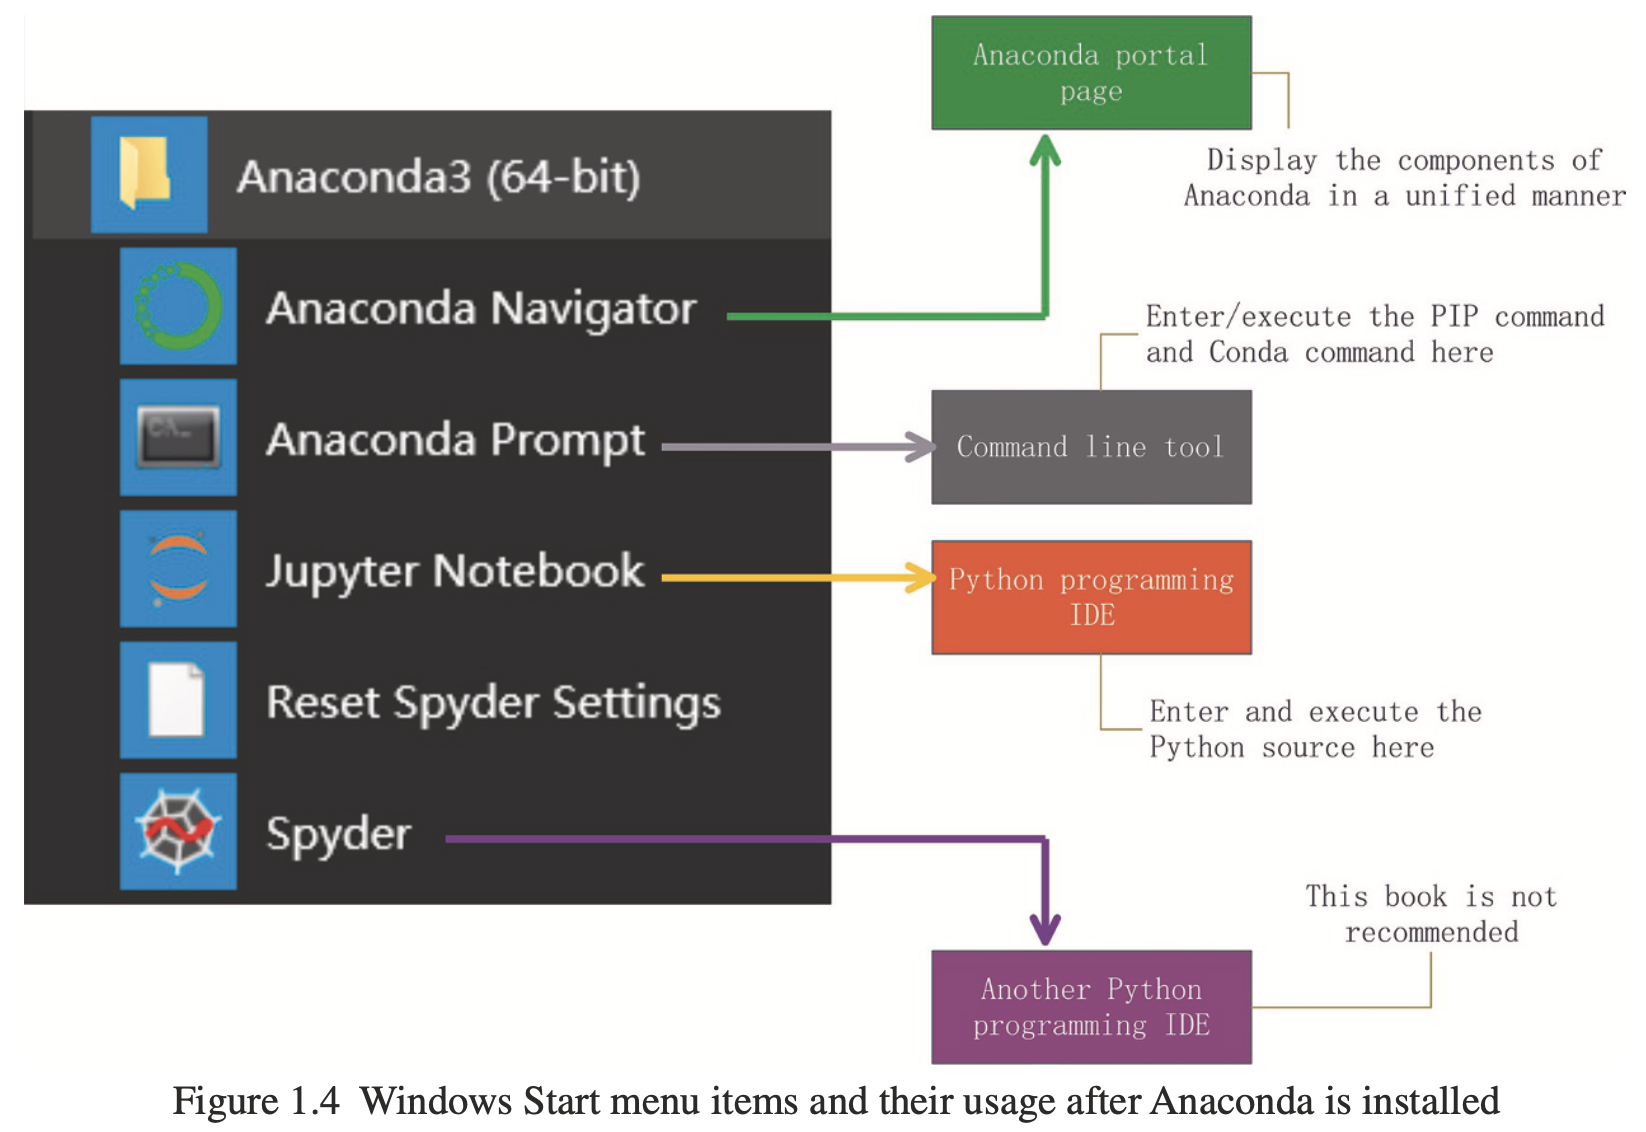 Anaconda portal
page
Display the components of
Anaconda in a unified manner
Anaconda3 (64-bit)
Anaconda Navigator
Enter/execute the PIP command
and Conda command here
Anaconda Prompt
Command line tool
Jupyter Notebook
Python programming
IDE
Reset Spyder Settings
Enter and execute the
Python source here
Spyder
This book is not
recommended
Another Python
programming IDE
Figure 1.4 Windows Start menu items and their usage after Anaconda is installed